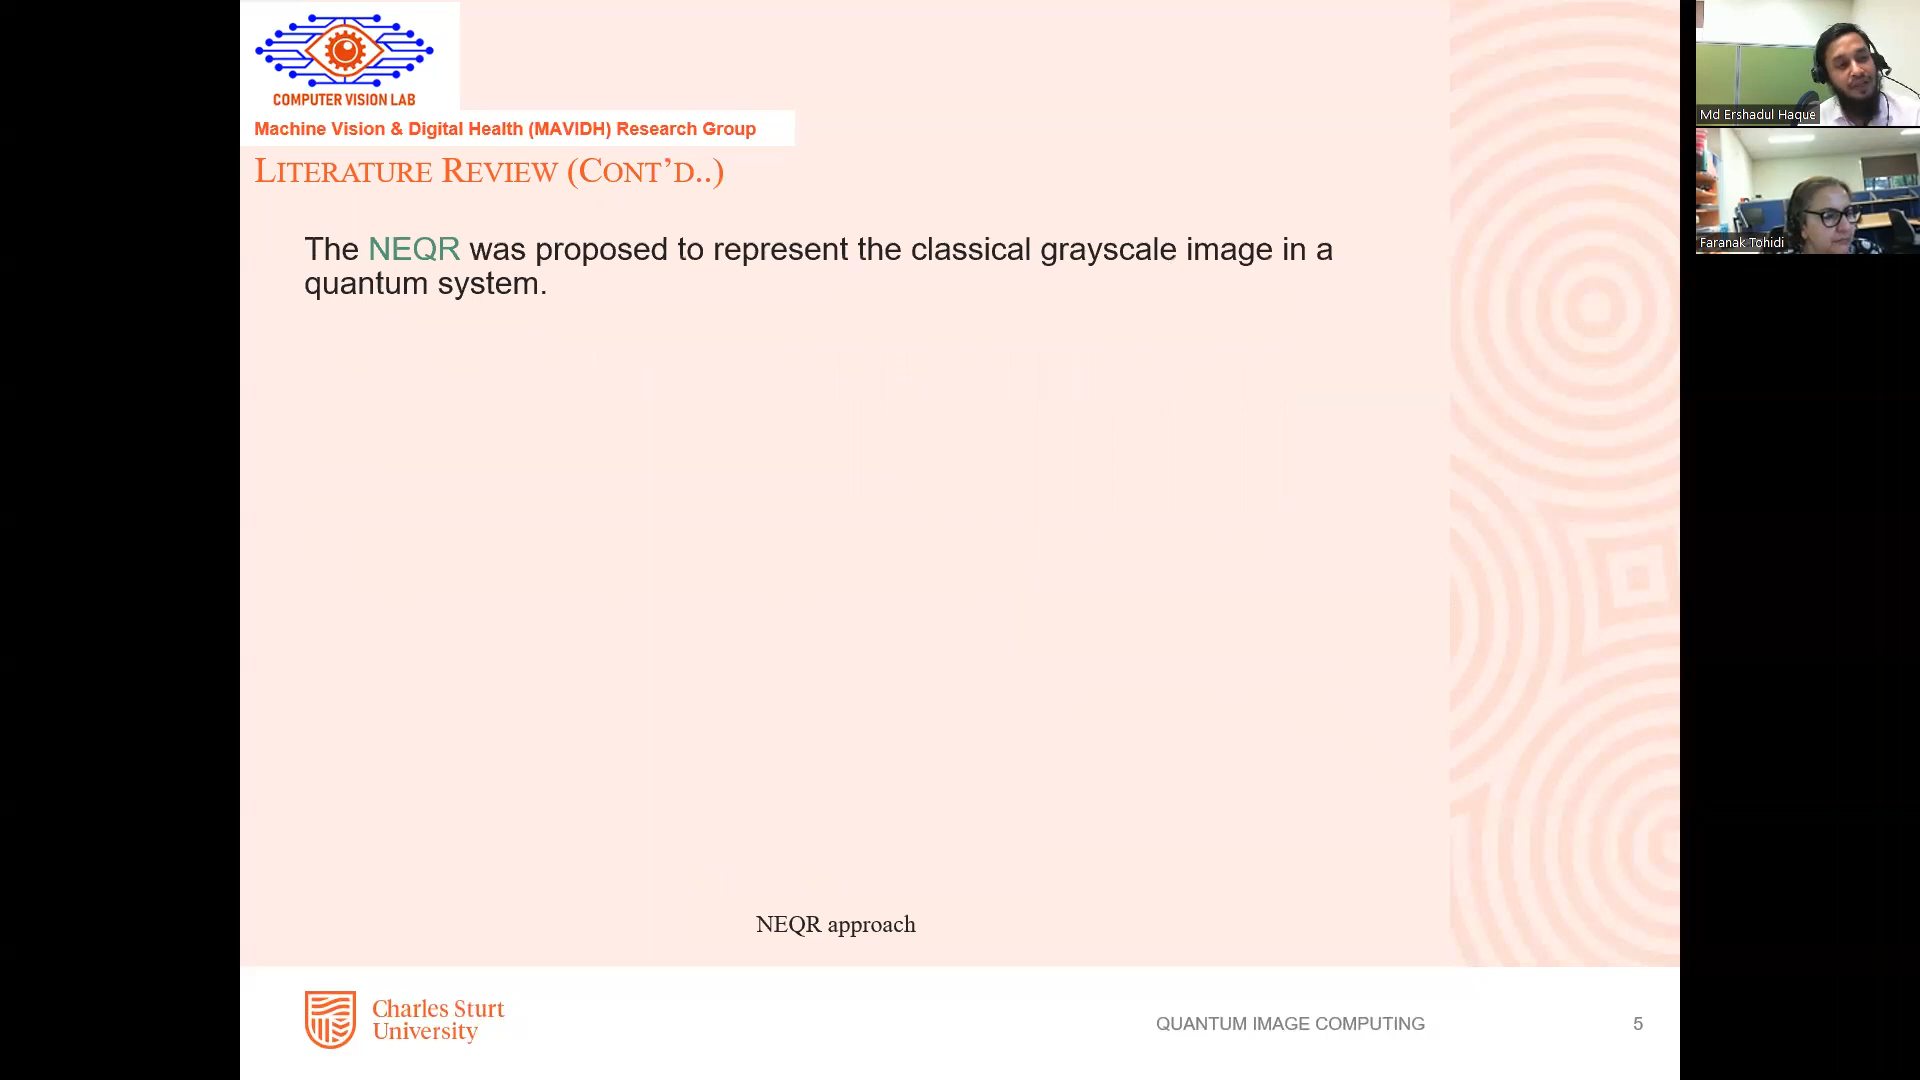 COMPUTER VISION LAB
Machine Vision & Digital Health (MAVIDH) Research Group
LITERATURE REVIEW (CONT'D..)
The NEQR was proposed to represent the classical grayscale image in a
quantum system.
NEQR approach
Charles Sturt
University
QUANTUM IMAGE COMPUTING
5
Md Ershadul Haque
Faranak Tohidi